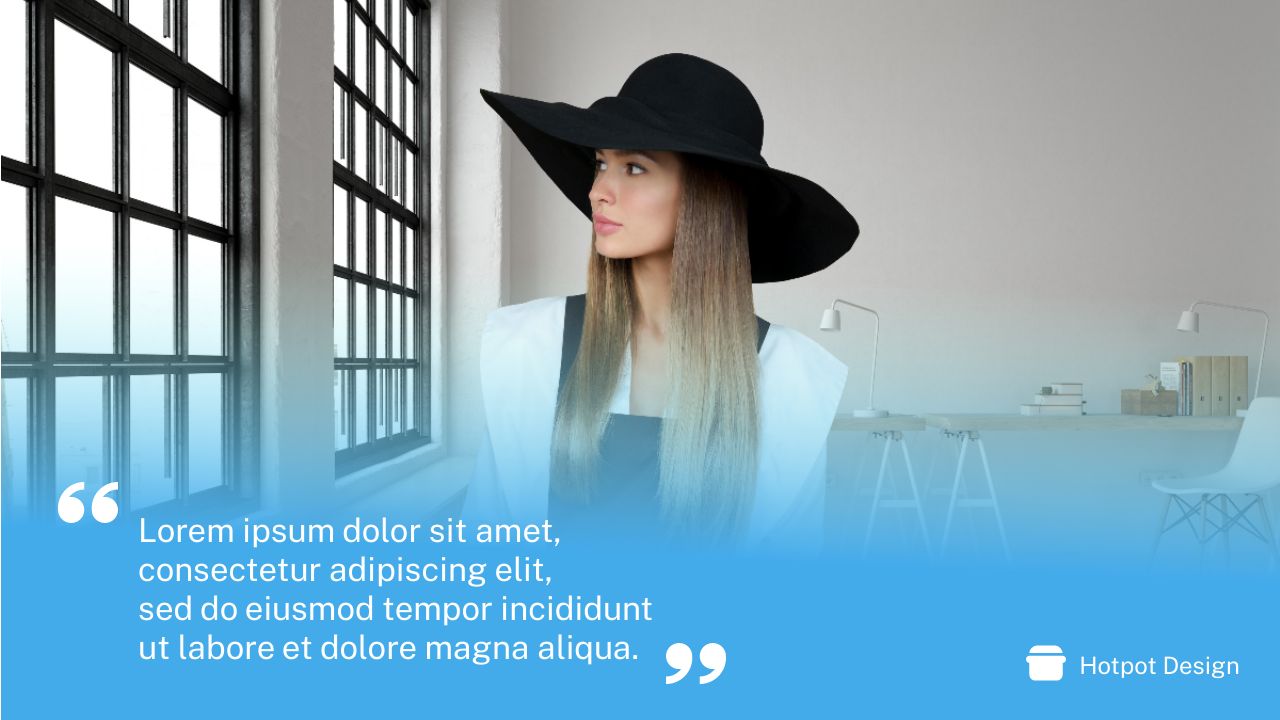 “
Lorem ipsum dolor sit amet,
consectetur adipiscing elit,
sed do eiusmod tempor incididunt
ut labore et dolore magna aliqua.
”
Hotpot Design